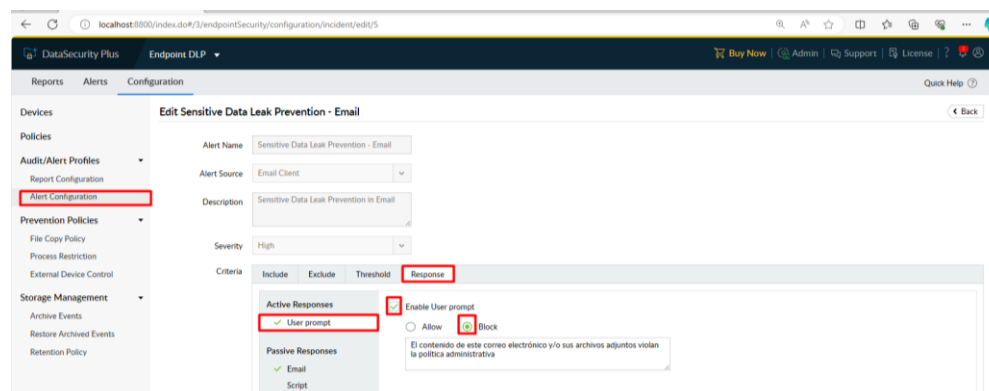 localhost:8800/index.do#/3/endpointSecurity/configuration/incident/edit/5
DataSecurity Plus
Endpoint DLP
Buy Now | Admin | Support | License | ?
Reports Alerts Configuration
Quick Help
Devices
Edit Sensitive Data Leak Prevention - Email
Back
Policies
Audit/Alert Profiles
Report Configuration
Alert Configuration
Prevention Policies
File Copy Policy
Process Restriction
External Device Control
Storage Management
Archive Events
Restore Archived Events
Retention Policy
Alert Name Sensitive Data Leak Prevention - Email
Alert Source Email Client
Description Sensitive Data Leak Prevention in Email
Severity High
Criteria
Include Exclude Threshold Response
Active Responses
User prompt
Passive Responses
Email
Script
Enable User prompt
Allow Block
El contenido de este correo electrónico y/o sus archivos adjuntos violan
la política administrativa